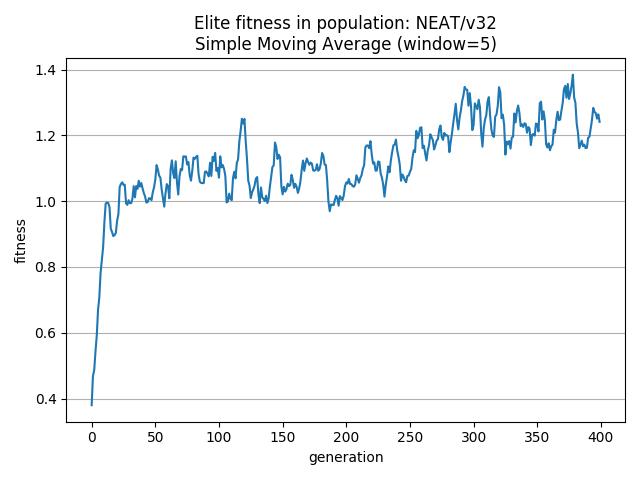 Elite fitness in population: NEAT/v32
Simple Moving Average (window=5)
1.4
1.2
1.0
0.8
0.6
0.4
fitness
0 50 100 150 200 250 300 350 400
generation